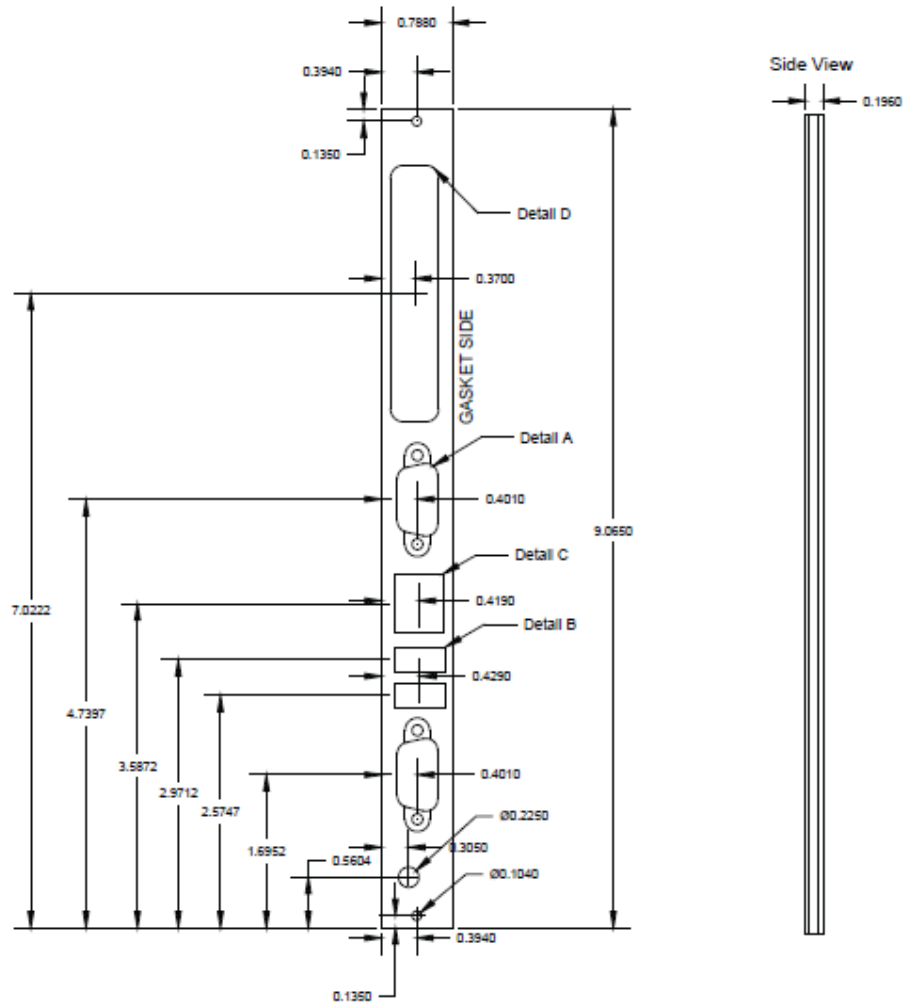 0.7880
0.3940
Side View
0.1960
0.1350
Detail D
0.3700
GASKET SIDE
Detail A
0.4010
9.0650
Detail C
7.0222
0.4190
Detail B
0.4290
4.7397
3.5872
0.4010
2.9712
2.5747
Ø0.2250
1.6952
0.3050
0.5604
Ø0.1040
0.3940
0.1350